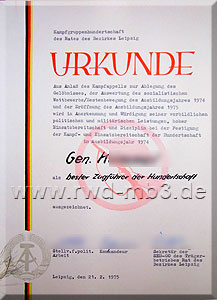 Kampfgruppenhundertschaft
des Rates des Bezirkes Leipzig
URKUNDE
Aus Anlaß des Kampfappells zur Ablegung des
Gelöbnisses, der Auswertung des sozialistischen
Wettbewerbs/Bestenbewegung des Ausbildungsjahres 1974
und der Eröffnung des Ausbildungsjahres 1975
wird in Anerkennung und Würdigung seiner vorbildlichen
politischen und militärischen Leistungen, hoher
Einsatzbereitschaft und Disziplin bei der Festigung
der Kampf- und Einsatzbereitschaft der Hundertschaft
im Ausbildungsjahr 1974
Gen. H
als bester Zugführer der Hundertschaft
© www.rwd-mb3.de
ausgezeichnet.
Stellv.f.polit. Kommandeur Sekretär der
Arbeit SED-GO des Träger-
betriebes Rat des
Bezirkes Leipzig
Leipzig, den 21. 2. 1975